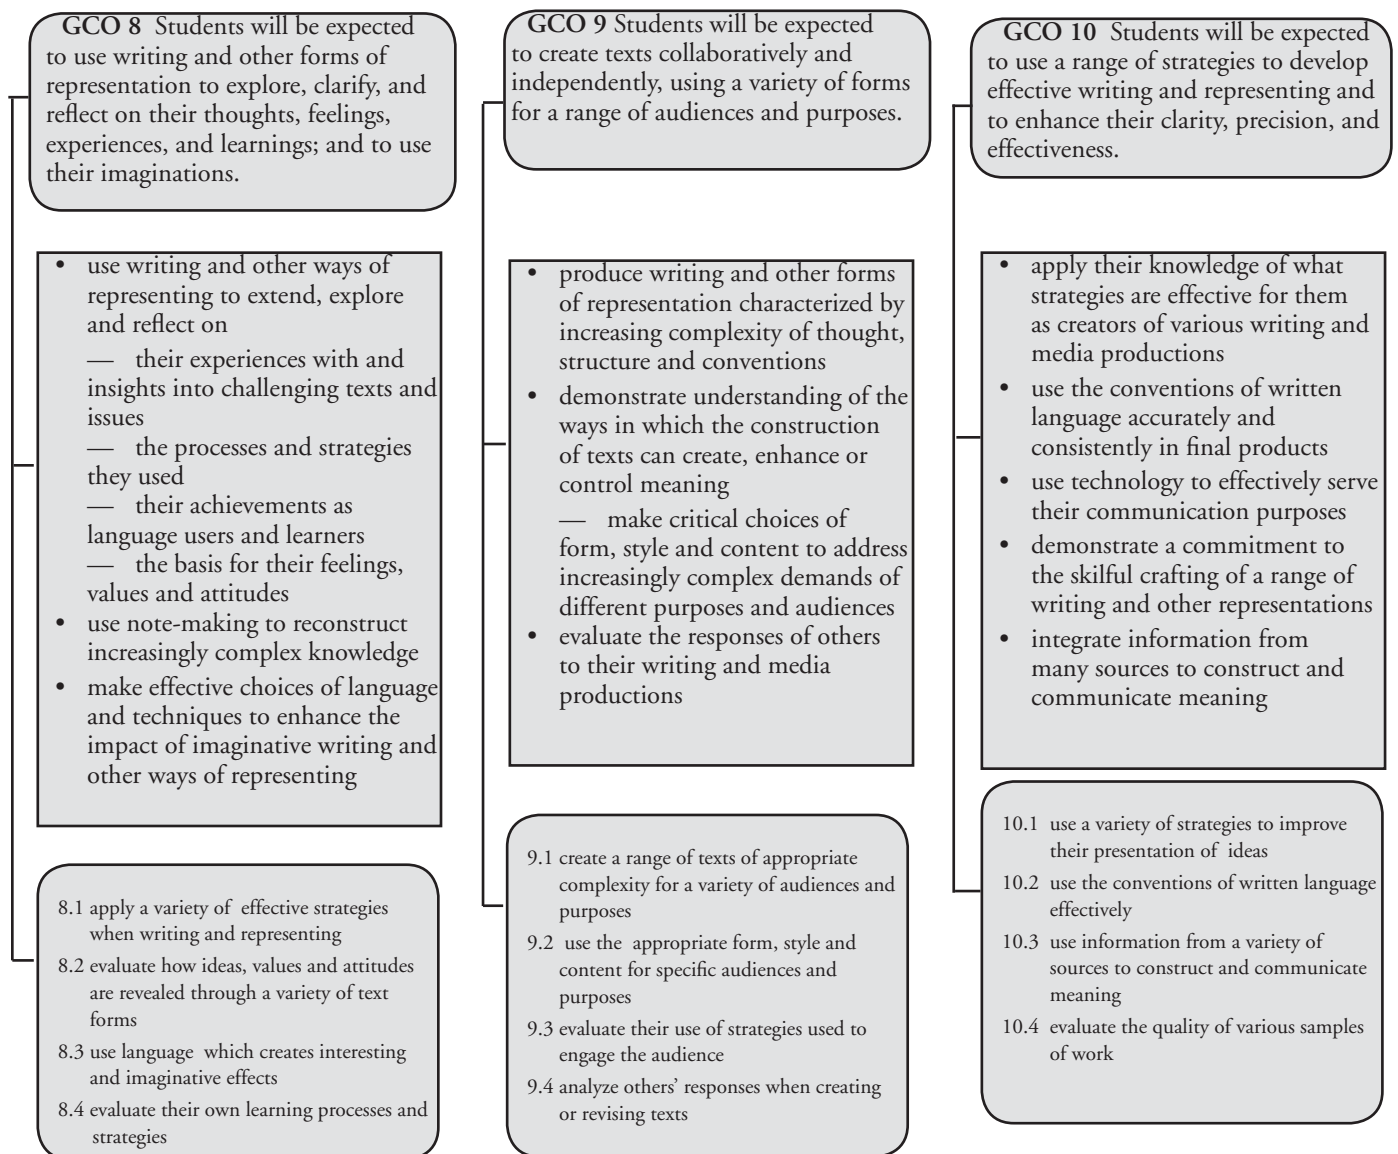 GCO 8 Students will be expected
to use writing and other forms of
representation to explore, clarify, and
reflect on their thoughts, feelings,
experiences, and learnings; and to use
their imaginations.
• use writing and other ways of
representing to extend, explore
and reflect on
— their experiences with and
insights into challenging texts and
issues
— the processes and strategies
they used
— their achievements as
language users and learners
— the basis for their feelings,
values and attitudes
• use note-making to reconstruct
increasingly complex knowledge
• make effective choices of language
and techniques to enhance the
impact of imaginative writing and
other ways of representing
8.1 apply a variety of effective strategies
when writing and representing
8.2 evaluate how ideas, values and attitudes
are revealed through a variety of text
forms
8.3 use language which creates interesting
and imaginative effects
8.4 evaluate their own learning processes and
strategies
GCO 9 Students will be expected
to create texts collaboratively and
independently, using a variety of forms
for a range of audiences and purposes.
• produce writing and other forms
of representation characterized by
increasing complexity of thought,
structure and conventions
• demonstrate understanding of the
ways in which the construction
of texts can create, enhance or
control meaning
— make critical choices of
form, style and content to address
increasingly complex demands of
different purposes and audiences
• evaluate the responses of others
to their writing and media
productions
9.1 create a range of texts of appropriate
complexity for a variety of audiences and
purposes
9.2 use the appropriate form, style and
content for specific audiences and
purposes
9.3 evaluate their use of strategies used to
engage the audience
9.4 analyze others' responses when creating
or revising texts
GCO 10 Students will be expected
to use a range of strategies to develop
effective writing and representing and
to enhance their clarity, precision, and
effectiveness.
• apply their knowledge of what
strategies are effective for them
as creators of various writing and
media productions
• use the conventions of written
language accurately and
consistently in final products
• use technology to effectively serve
their communication purposes
• demonstrate a commitment to
the skilful crafting of a range of
writing and other representations
• integrate information from
many sources to construct and
communicate meaning
10.1 use a variety of strategies to improve
their presentation of ideas
10.2 use the conventions of written language
effectively
10.3 use information from a variety of
sources to construct and communicate
meaning
10.4 evaluate the quality of various samples
of work